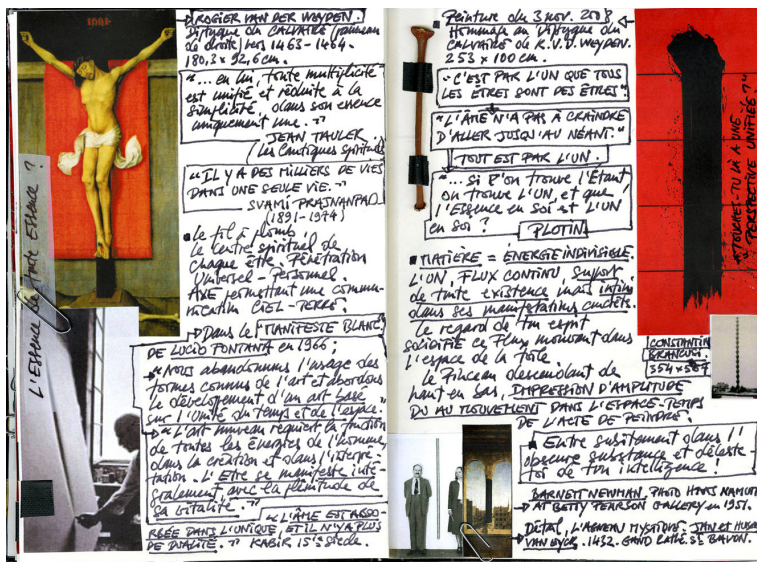 L'ESSENCE de toute ESSENCE ?
ROGIER VAN DER WEYDEN.
Diptyque du CALVAIRE (panneau
de droite) vers 1463-1464.
180,3 x 92,6 cm.
"... en lui, toute multiplicité
est unifiée et réduite à la
simplicité, dans son essence
uniquement une."
JEAN TAULER
(Les Cantiques spirituels)
"IL Y A DES MILLIERS DE VIES
DANS UNE SEULE VIE."
SVAMI-PRAJNANPAD
(1891-1974)
Le fil à plomb,
le centre spirituel de
chaque être. Pénétration
Universel - Personnel.
AXE permettant une commu-
nication CIEL-TERRE.
Dans le MANIFESTE BLANC
DE LUCIO FONTANA en 1966;
"Nous abandonnons l'usage des
formes connues de l'art et abordons
le développement d'un art basé
sur l'Unité du temps et de l'espace."
"L'art nouveau requiert la fonction
de toutes les énergies de l'homme,
dans la création et dans l'interpré-
tation. L'ETRE se manifeste inté-
gralement, avec la plénitude de
sa vitalité."
"L'ÂME EST ABSO-
RBÉE DANS L'UNIQUE, ET IL N'Y A PLUS
DE DUALITÉ." KABIR 15e siècle.
Peinture du 3 nov. 2008
Hommage au Diptyque du
CALVAIRE de R.V.D. WEYDEN.
253 x 100 cm.
"C'EST PAR L'UN QUE TOUS
LES ÊTRES SONT DES ÊTRES"
"L'ÂME N'A PAS À CRAINDRE
D'ALLER JUSQU'AU NÉANT."
TOUT EST PAR L'UN.
"... si l'on trouve l'Étant
on trouve l'UN, et que
l'Essence en Soi est l'UN
en soi ?
PLOTIN
MATIÈRE = ÉNERGIE INDIVISIBLE.
L'ON, FLUX CONTINU, support
de toute existence mais
dans ses manifestations
Le regard de ton esprit
solidifie ce Flux mouvant dans
l'espace de la toile.
Le Pinceau descendant de
haut en bas, IMPRESSION D'AMPLITUDE
DU AU MOUVEMENT DANS L'ESPACE-TEMPS
DE L'ACTE DE PEINDRE.
Entre subitement dans l'
obscure substance et déleste-
toi de ton intelligence !
BARNETT NEWMAN, PHOTO HANS NAMUTH
AT BETTY PEARSON GALLERY en 1951.
Détail, L'AGNEAU MYSTIQUE. JAN et HUBERT
VAN EYCK. 1432. GAND CATHE. ST BAVON.
"TOUCHES-TU LÀ À UNE
"PERSPECTIVE UNIFIÉE ?"
CONSTANTIN
BRANCUSI.